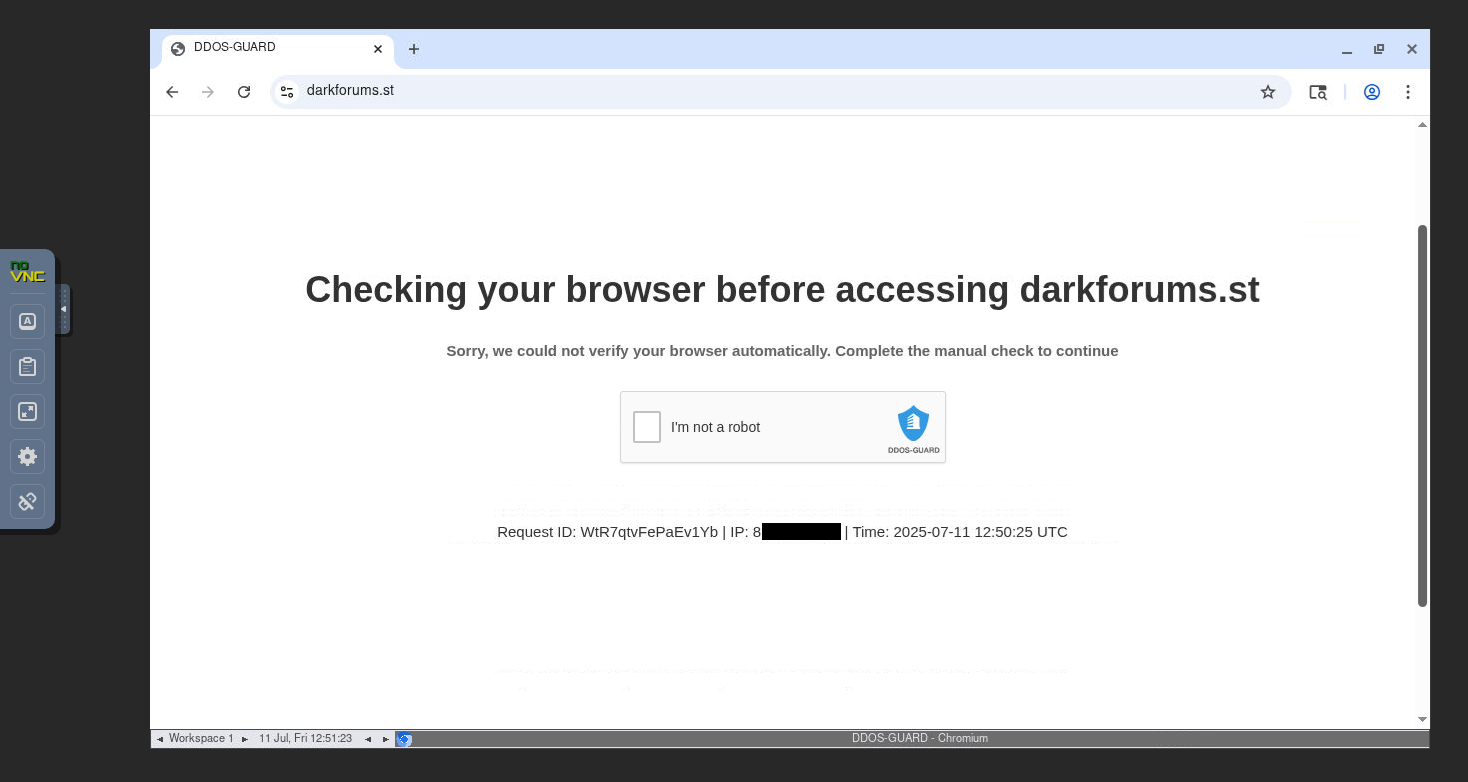 DDOS-GUARD
darkforums.st
no
VNC
A
Checking your browser before accessing darkforums.st
Sorry, we could not verify your browser automatically. Complete the manual check to continue
I'm not a robot
DDOS-GUARD
Request ID: WtR7qtvFePaEv1Yb | IP: 8 | Time: 2025-07-11 12:50:25 UTC
Workspace 1 11 Jul, Fri 12:51:23 DDOS-GUARD - Chromium